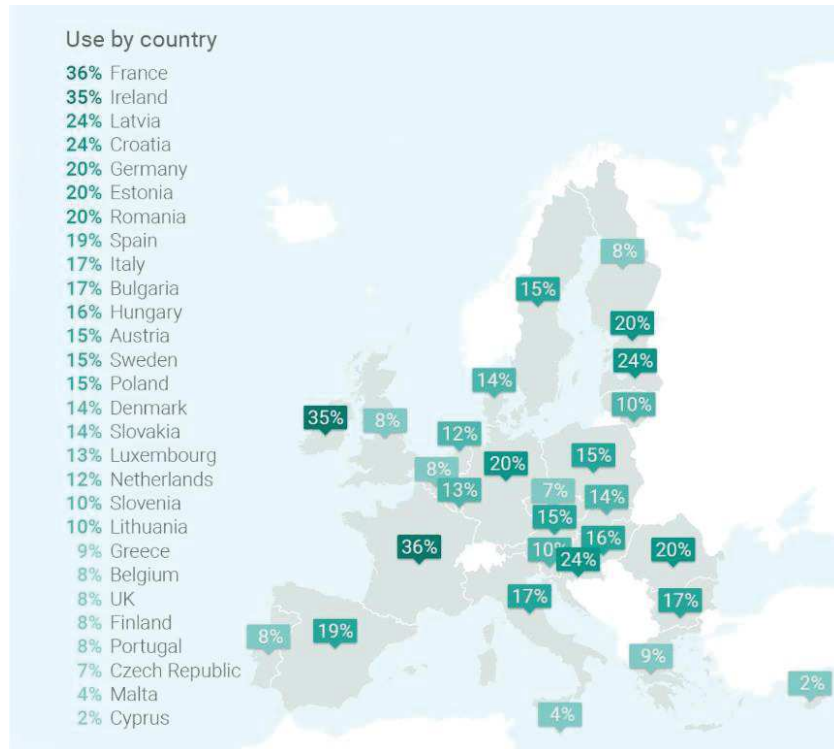 Use by country
36% France
35% Ireland
24% Latvia
24% Croatia
20% Germany
20% Estonia
20% Romania
19% Spain
17% Italy
17% Bulgaria
16% Hungary
15% Austria
15% Sweden
15% Poland
14% Denmark
14% Slovakia
13% Luxembourg
12% Netherlands
10% Slovenia
10% Lithuania
9% Greece
8% Belgium
8% UK
8% Finland
8% Portugal
7% Czech Republic
4% Malta
2% Cyprus
8%
15%
20%
24%
14%
10%
35%
8%
12%
15%
8%
20%
13%
7%
14%
15%
16%
36%
10%
24%
20%
17%
17%
8%
19%
9%
2%
4%